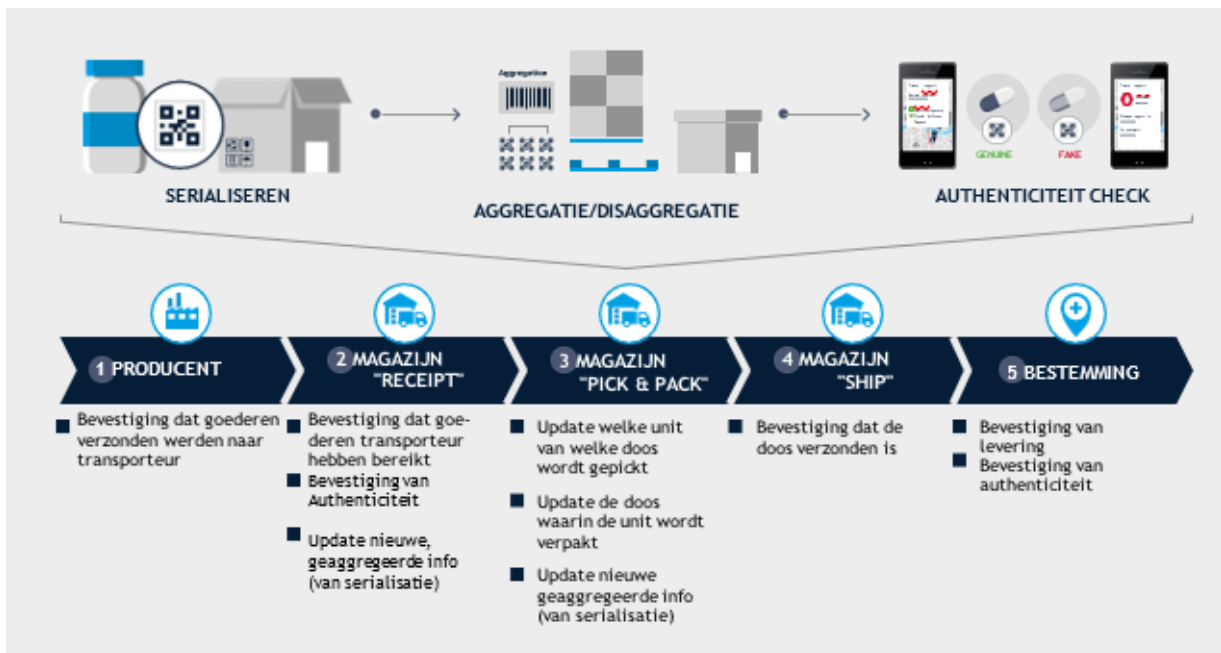 Aggregation
GENUINE
FAKE
SERIALISEREN
AGGREGATIE/DISAGGREGATIE
AUTHENTICITEIT CHECK
1 PRODUCENT
2 MAGAZIJN
"RECEIPT"
3 MAGAZIJN
"PICK & PACK"
4 MAGAZIJN
"SHIP"
5 BESTEMMING
Bevestiging dat goederen
verzonden werden naar
transporteur
Bevestiging dat goe-
deren transporteur
hebben bereikt
Bevestiging van
Authenticiteit
Update nieuwe,
geaggregeerde info
(van serialisatie)
Update welke unit
van welke doos
wordt gepickt
Update de doos
waarin de unit wordt
verpakt
Update nieuwe
geaggregeerde info
(van serialisatie)
Bevestiging dat de
doos verzonden is
Bevestiging van
levering
Bevestiging van
authenticiteit